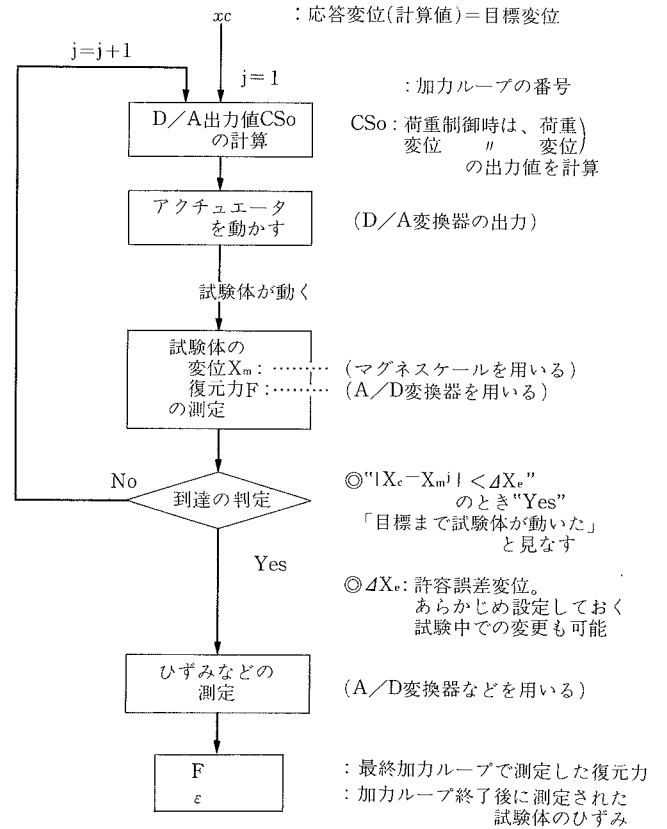 xc : 応答変位(計算値)=目標変位
j=j+1
j=1
: 加力ループの番号
D/A出力値CSo
の計算
CSo : 荷重制御時は、荷重)
変位 〃 変位)
の出力値を計算
アクチュエータ
を動かす
(D/A変換器の出力)
試験体が動く
試験体の
変位Xm : ……… (マグネスケールを用いる)
復元力F : ……… (A/D変換器を用いる)
の測定
No
到達の判定
◎"|Xc−Xmj|<ΔXe"
のとき"Yes"
「目標まで試験体が動いた」
と見なす
Yes
◎ΔXe : 許容誤差変位。
あらかじめ設定しておく
試験中での変更も可能
ひずみなどの
測定
(A/D変換器などを用いる)
F : 最終加力ループで測定した復元力
ε : 加力ループ終了後に測定された
試験体のひずみ